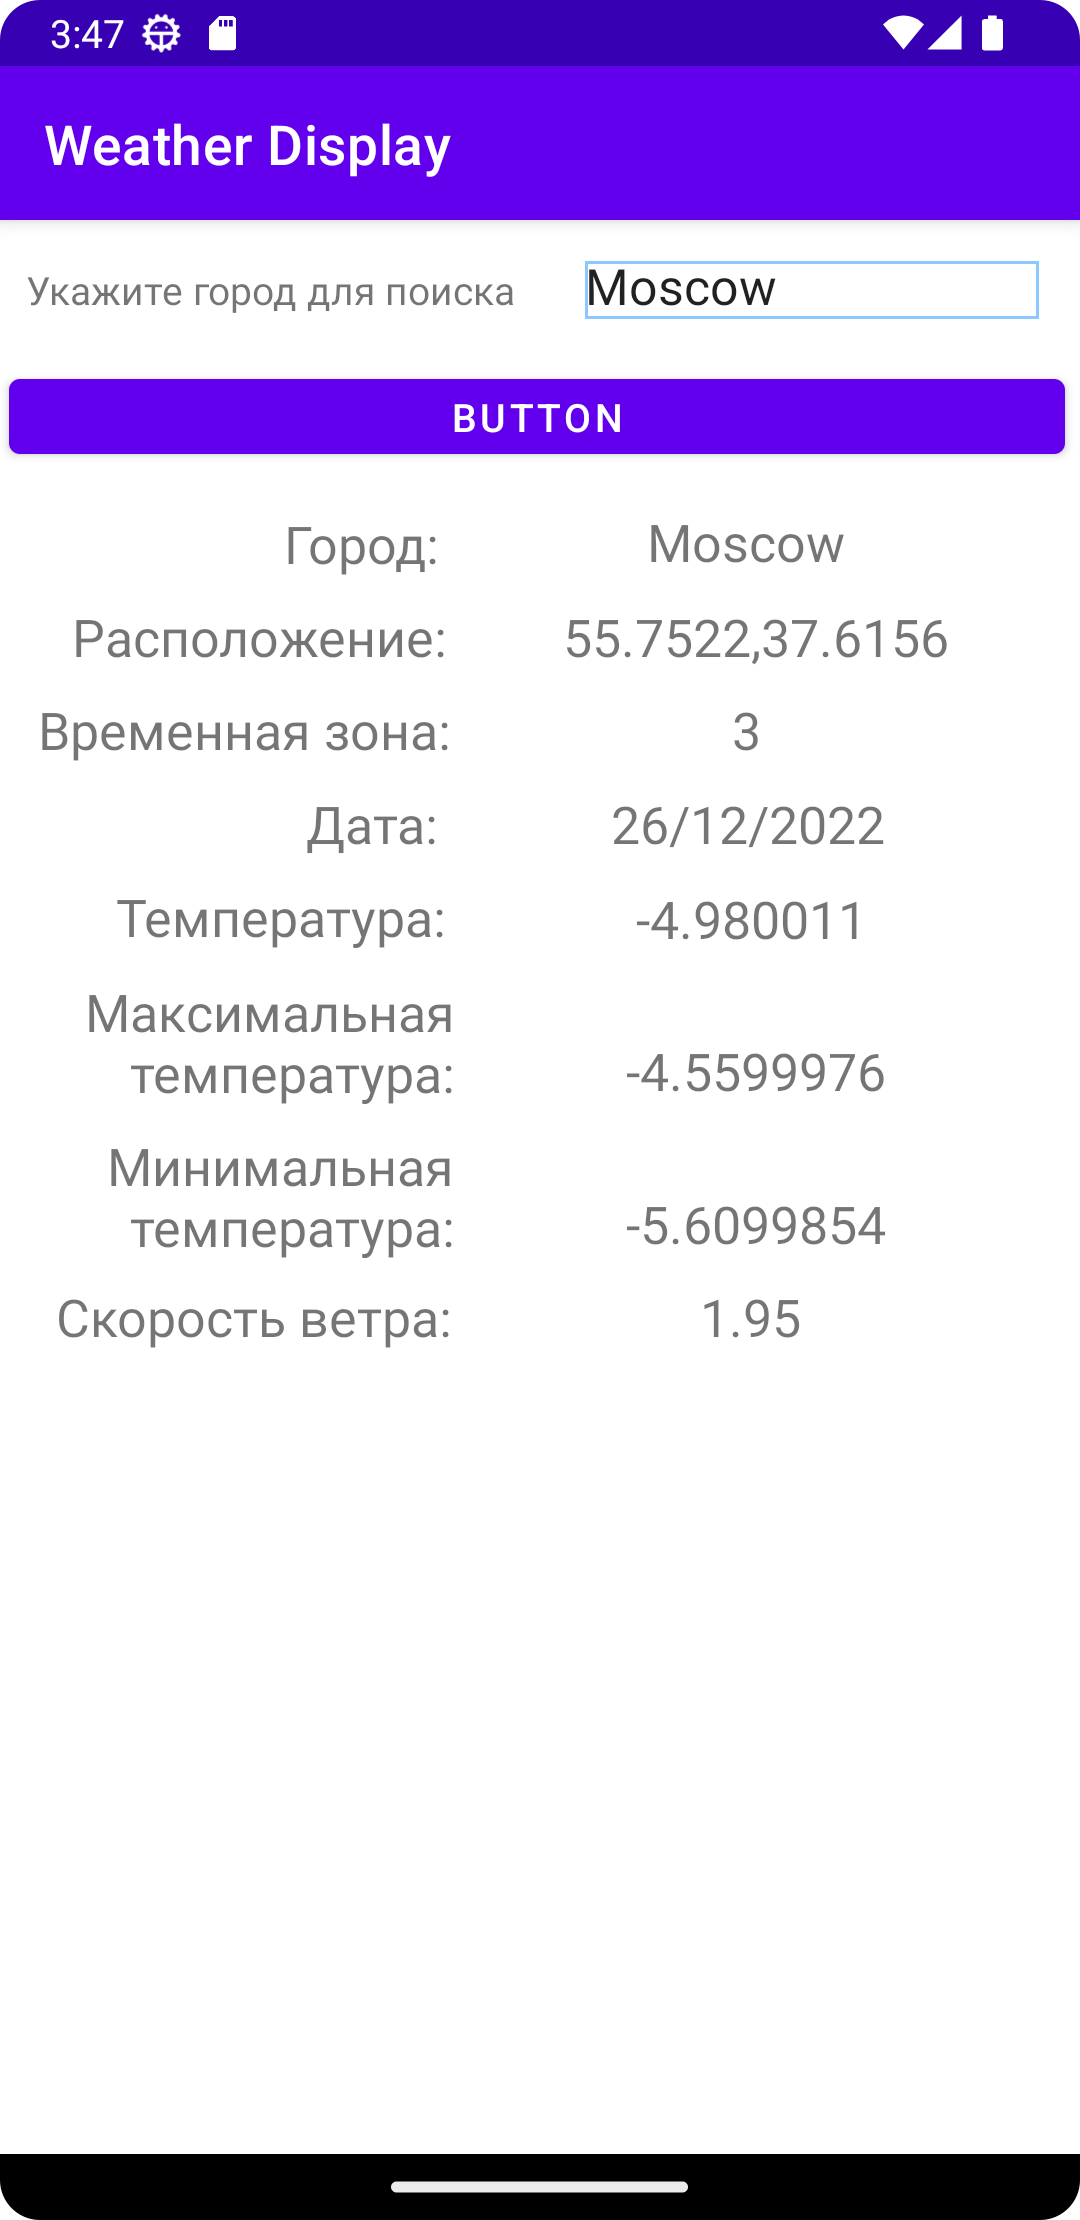 3:47
Weather Display
Укажите город для поиска Moscow
BUTTON
Город: Moscow
Расположение: 55.7522,37.6156
Временная зона: 3
Дата: 26/12/2022
Температура: -4.980011
Максимальная
температура: -4.5599976
Минимальная
температура: -5.6099854
Скорость ветра: 1.95